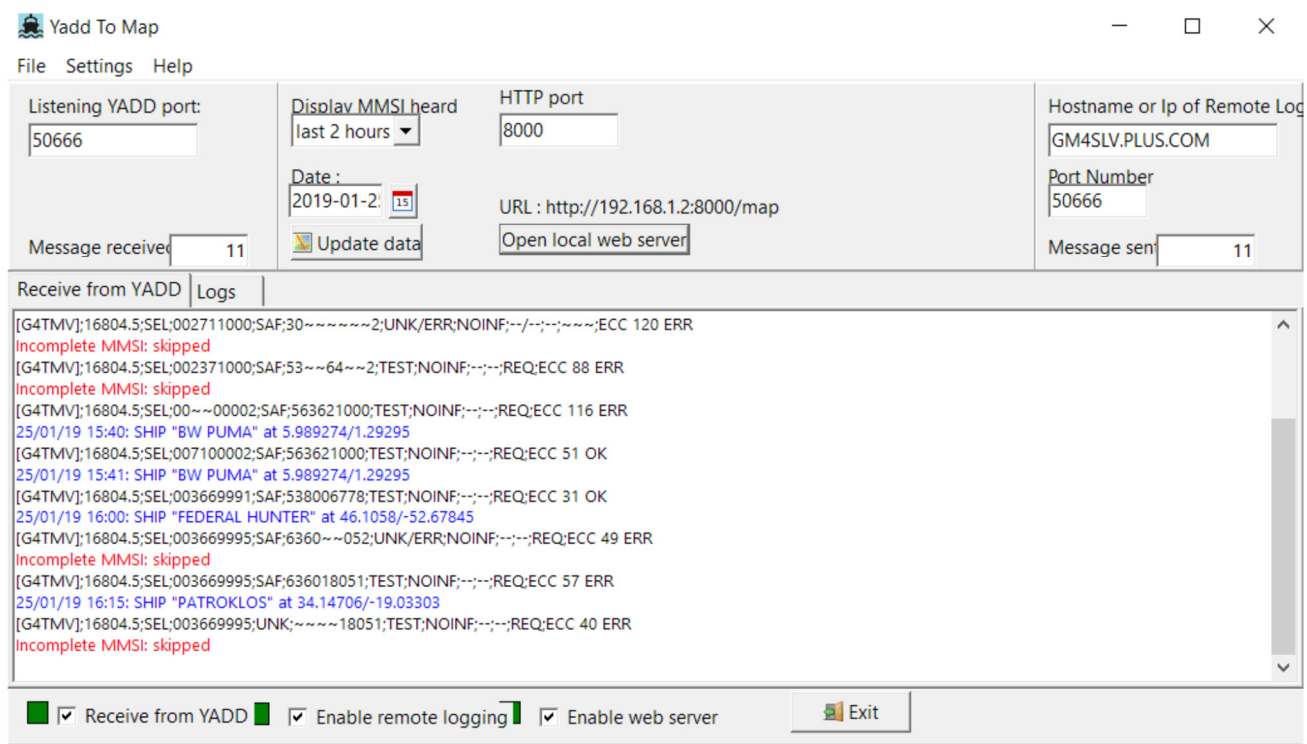 Yadd To Map
File Settings Help
Listening YADD port:
50666
Message received
11
Display MMSI heard
last 2 hours
Date :
2019-01-2
15
Update data
HTTP port
8000
URL : http://192.168.1.2:8000/map
Open local web server
Hostname or Ip of Remote Log
GM4SLV.PLUS.COM
Port Number
50666
Message sent
11
Receive from YADD Logs
[G4TMV];16804.5;SEL;002711000;SAF;30~~~~~~2;UNK/ERR;NOINF;--/--;--;~~~;ECC 120 ERR
Incomplete MMSI: skipped
[G4TMV];16804.5;SEL;002371000;SAF;53~~64~~2;TEST;NOINF;--;--;REQ;ECC 88 ERR
Incomplete MMSI: skipped
[G4TMV];16804.5;SEL;00~~00002;SAF;563621000;TEST;NOINF;--;--;REQ;ECC 116 ERR
25/01/19 15:40: SHIP "BW PUMA" at 5.989274/1.29295
[G4TMV];16804.5;SEL;007100002;SAF;563621000;TEST;NOINF;--;--;REQ;ECC 51 OK
25/01/19 15:41: SHIP "BW PUMA" at 5.989274/1.29295
[G4TMV];16804.5;SEL;003669991;SAF;538006778;TEST;NOINF;--;--;REQ;ECC 31 OK
25/01/19 16:00: SHIP "FEDERAL HUNTER" at 46.1058/-52.67845
[G4TMV];16804.5;SEL;003669995;SAF;6360~~052;UNK/ERR;NOINF;--;--;REQ;ECC 49 ERR
Incomplete MMSI: skipped
[G4TMV];16804.5;SEL;003669995;SAF;636018051;TEST;NOINF;--;--;REQ;ECC 57 ERR
25/01/19 16:15: SHIP "PATROKLOS" at 34.14706/-19.03303
[G4TMV];16804.5;SEL;003669995;UNK;~~~~18051;TEST;NOINF;--;--;REQ;ECC 40 ERR
Incomplete MMSI: skipped
Receive from YADD Enable remote logging Enable web server Exit